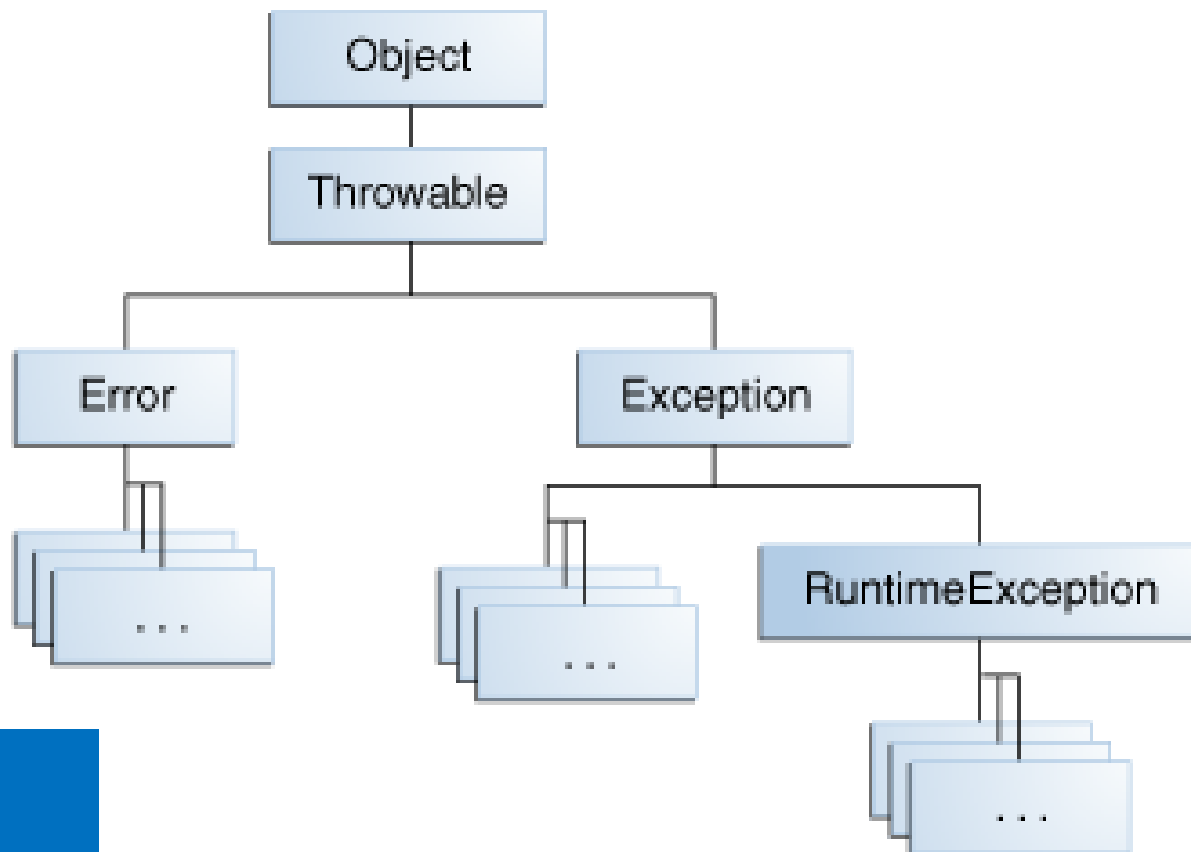 Object
Throwable
Error
Exception
RuntimeException
. . .
. . .
. . .